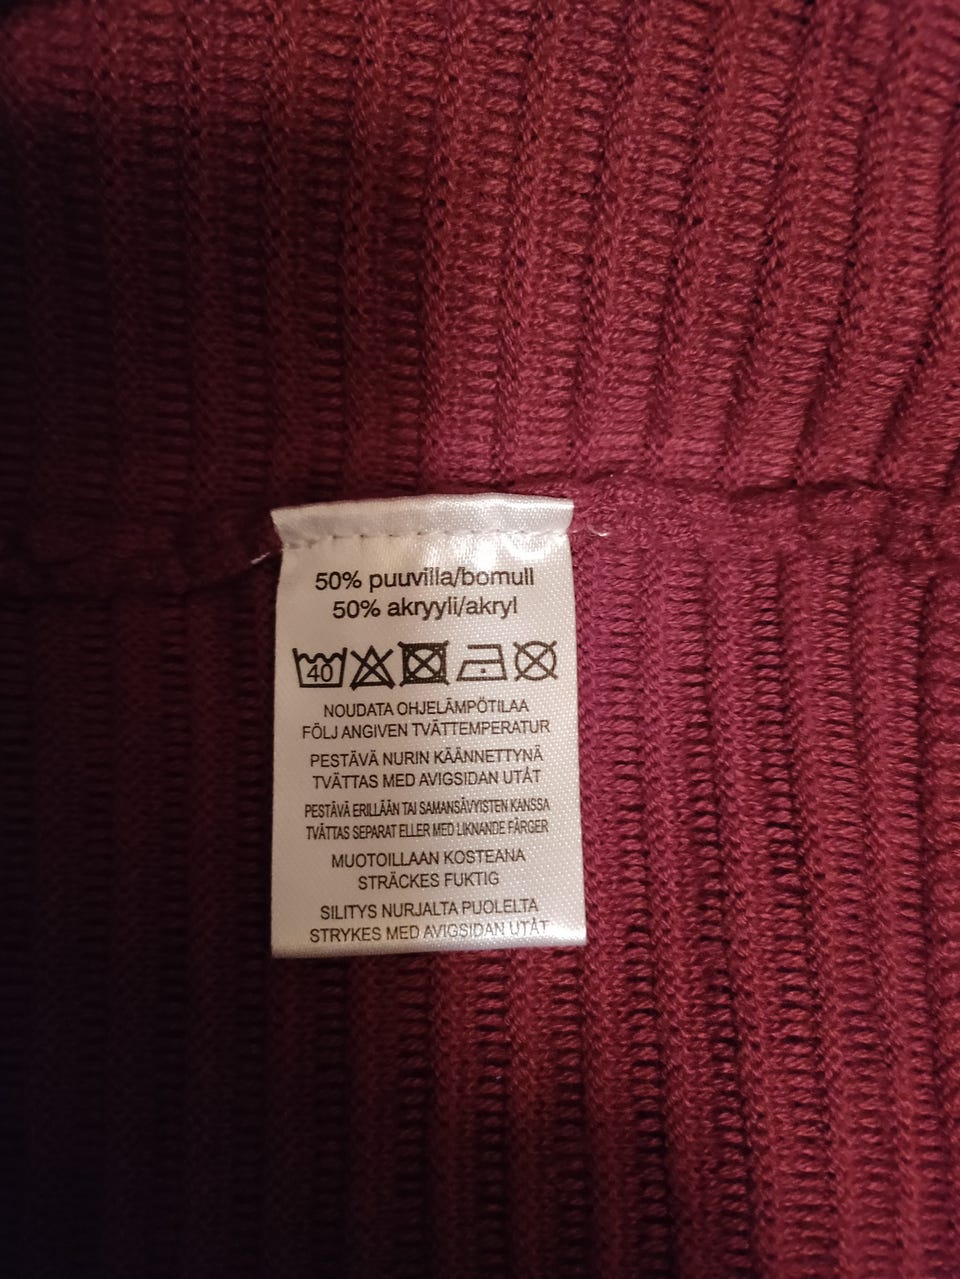 50% puuvilla/bomull
50% akryyli/akryl
40
NOUDATA OHJELÄMPÖTILAA
FÖLJ ANGIVEN TVÄTTEMPERATUR
PESTÄVÄ NURIN KÄÄNNETTYNÄ
TVÄTTAS MED AVIGSIDAN UTÅT
PESTÄVÄ ERILLÄÄN TAI SAMANSÄVYISTEN KANSSA
TVÄTTAS SEPARAT ELLER MED LIKNANDE FÄRGER
MUOTOILLAAN KOSTEANA
STRÄCKES FUKTIG
SILITYS NURJALTA PUOLELTA
STRYKES MED AVIGSIDAN UTÅT